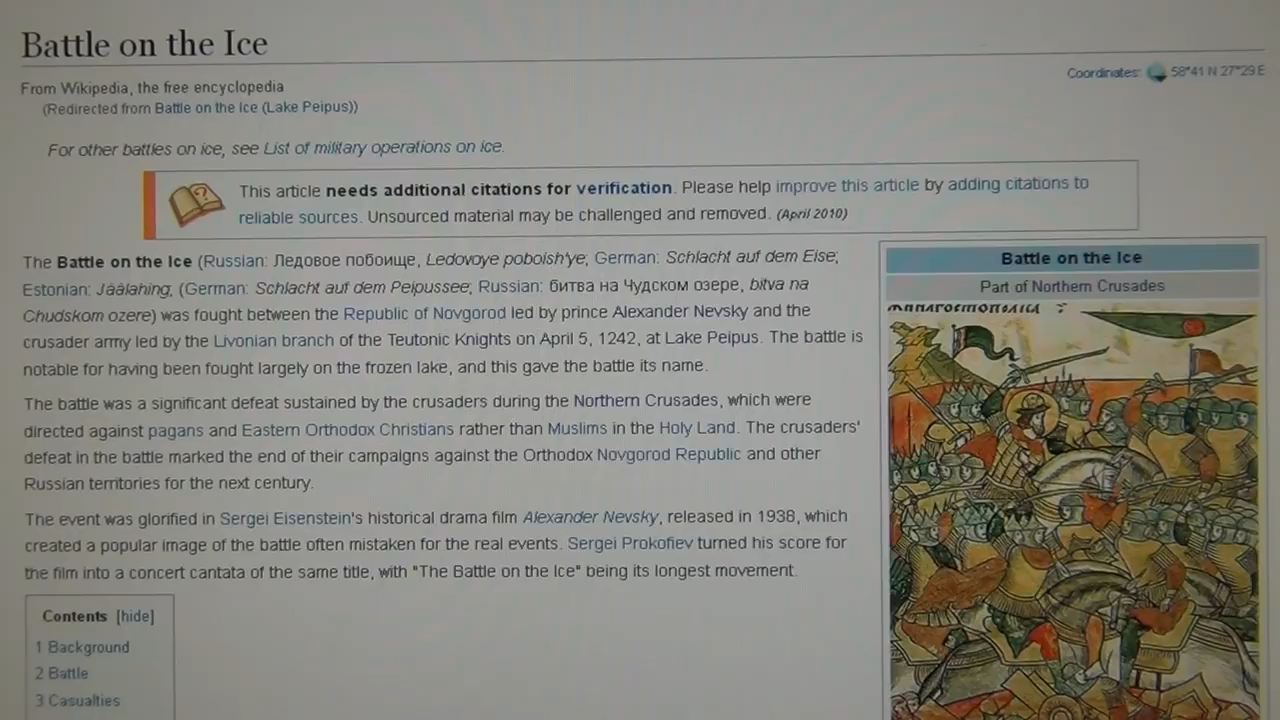 Battle on the Ice
From Wikipedia, the free encyclopedia
Coordinates: 58°41 N 27°29 E
(Redirected from Battle on the Ice (Lake Peipus))
For other battles on ice, see List of military operations on ice.
This article needs additional citations for verification. Please help improve this article by adding citations to
reliable sources. Unsourced material may be challenged and removed. (April 2010)
The Battle on the Ice (Russian: Ледовое побоище, Ledovoye poboish'ye; German: Schlacht auf dem Eise;
Estonian: Jäälahing; (German: Schlacht auf dem Peipussee; Russian: битва на Чудском озере, bitva na
Chudskom ozere) was fought between the Republic of Novgorod led by prince Alexander Nevsky and the
crusader army led by the Livonian branch of the Teutonic Knights on April 5, 1242, at Lake Peipus. The battle is
notable for having been fought largely on the frozen lake, and this gave the battle its name.
The battle was a significant defeat sustained by the crusaders during the Northern Crusades, which were
directed against pagans and Eastern Orthodox Christians rather than Muslims in the Holy Land. The crusaders'
defeat in the battle marked the end of their campaigns against the Orthodox Novgorod Republic and other
Russian territories for the next century.
The event was glorified in Sergei Eisenstein's historical drama film Alexander Nevsky, released in 1938, which
created a popular image of the battle often mistaken for the real events. Sergei Prokofiev turned his score for
the film into a concert cantata of the same title, with "The Battle on the Ice" being its longest movement.
Contents [hide]
1 Background
2 Battle
3 Casualties
Battle on the Ice
Part of Northern Crusades